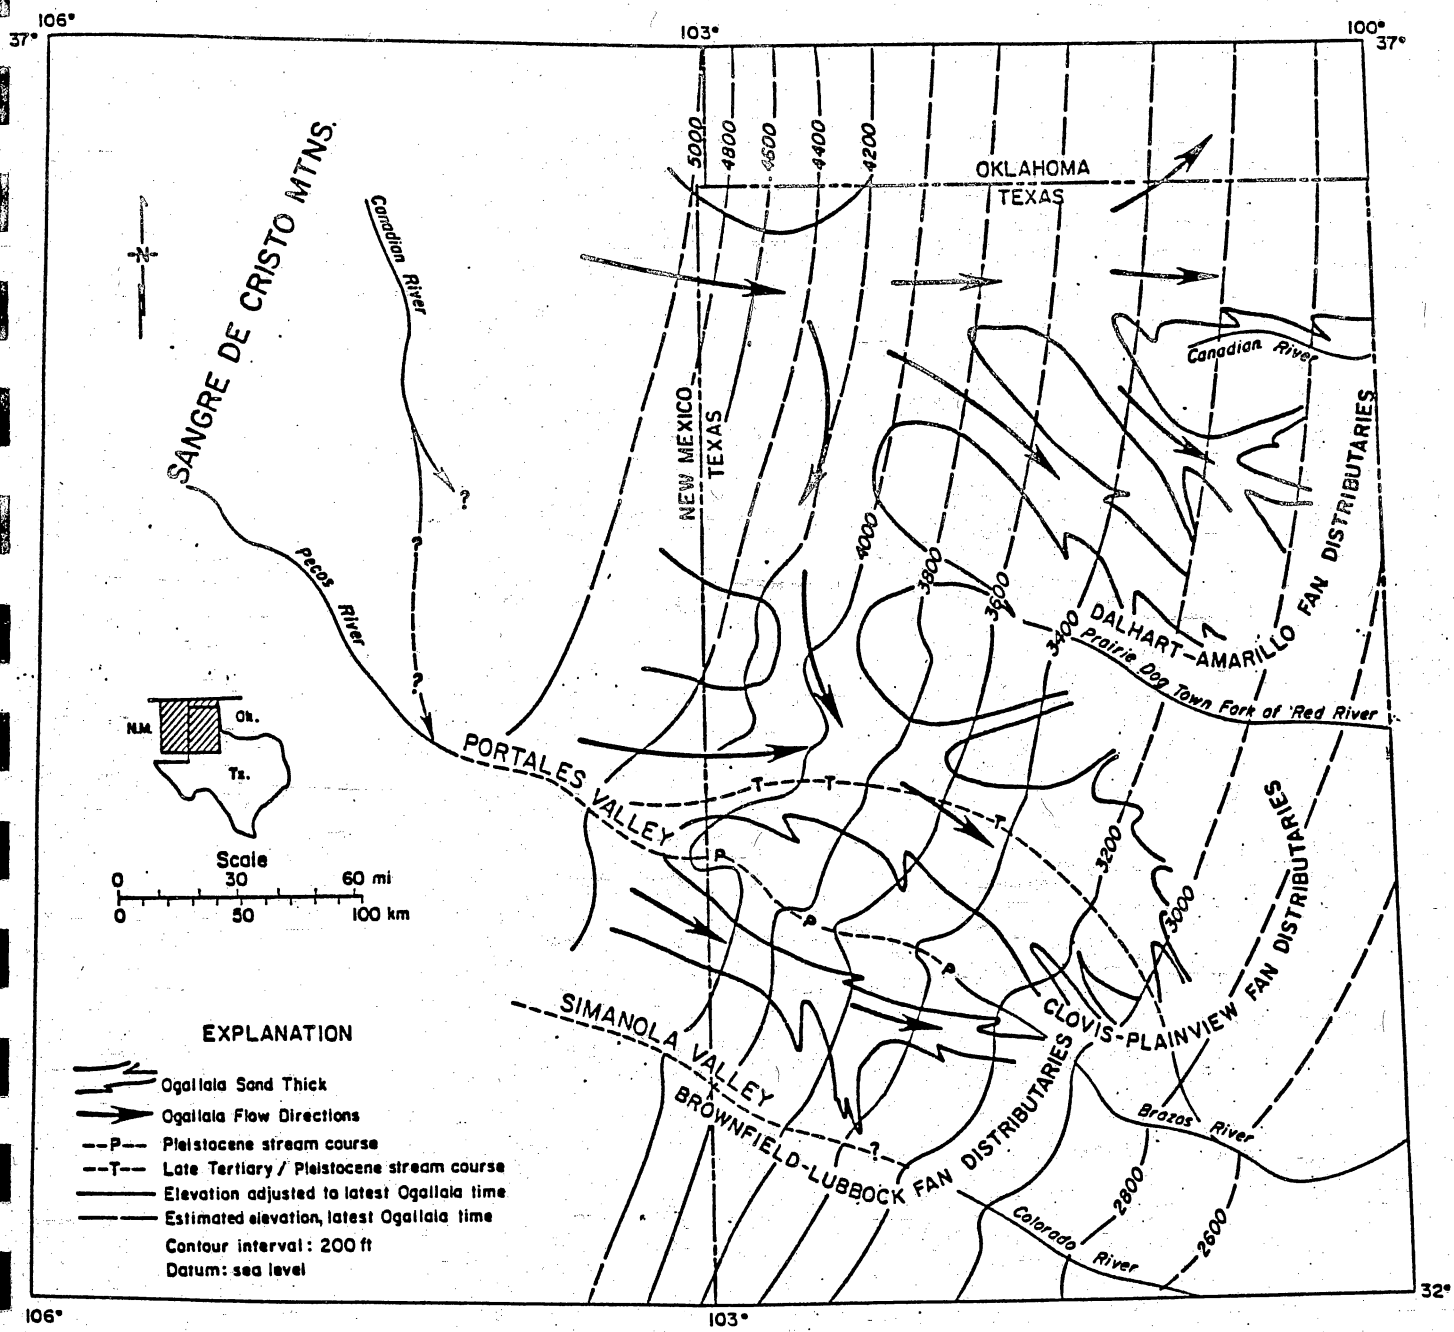 106°
37°
103°
100°
37°
SANGRE DE CRISTO MTNS.
N
Canadian River
5000
4800
4600
4400
4200
OKLAHOMA
TEXAS
Canadian River
NEW MEXICO
TEXAS
?
?
?
Pecos River
4000
3800
3600
3400
DALHART-AMARILLO FAN DISTRIBUTARIES
Prairie Dog Town Fork of Red River
N.M.
Ok.
Tx.
PORTALES VALLEY
T
T
T
P
P
P
3200
3000
CLOVIS-PLAINVIEW FAN DISTRIBUTARIES
Scale
0 30 60 mi
0 50 100 km
SIMANOLA VALLEY
?
BROWNFIELD-LUBBOCK FAN DISTRIBUTARIES
Brazos River
Colorado River
2800
2600
EXPLANATION
Ogallala Sand Thick
Ogallala Flow Directions
--P-- Pleistocene stream course
--T-- Late Tertiary / Pleistocene stream course
Elevation adjusted to latest Ogallala time
Estimated elevation, latest Ogallala time
Contour interval: 200 ft
Datum: sea level
106°
103°
32°